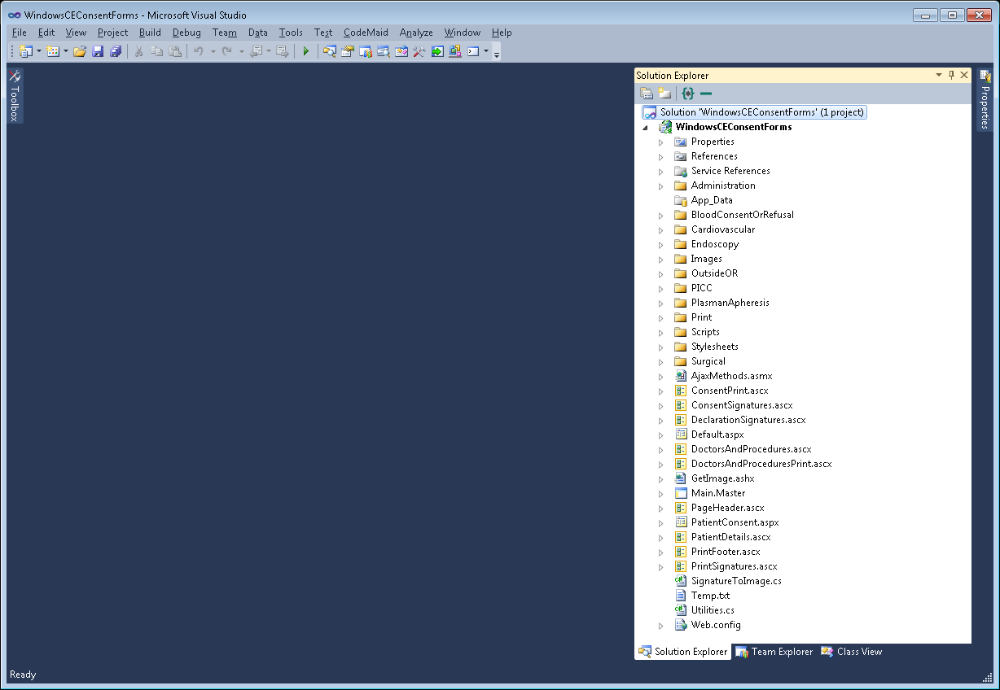 WindowsCEConsentForms - Microsoft Visual Studio
File Edit View Project Build Debug Team Data Tools Test CodeMaid Analyze Window Help
Toolbox
Solution Explorer
Properties
Solution 'WindowsCEConsentForms' (1 project)
WindowsCEConsentForms
Properties
References
Service References
Administration
App_Data
BloodConsentOrRefusal
Cardiovascular
Endoscopy
Images
OutsideOR
PICC
PlasmanApheresis
Print
Scripts
Stylesheets
Surgical
AjaxMethods.asmx
ConsentPrint.ascx
ConsentSignatures.ascx
DeclarationSignatures.ascx
Default.aspx
DoctorsAndProcedures.ascx
DoctorsAndProceduresPrint.ascx
GetImage.ashx
Main.Master
PageHeader.ascx
PatientConsent.aspx
PatientDetails.ascx
PrintFooter.ascx
PrintSignatures.ascx
SignatureToImage.cs
Temp.txt
Utilities.cs
Web.config
Solution Explorer Team Explorer Class View
Ready